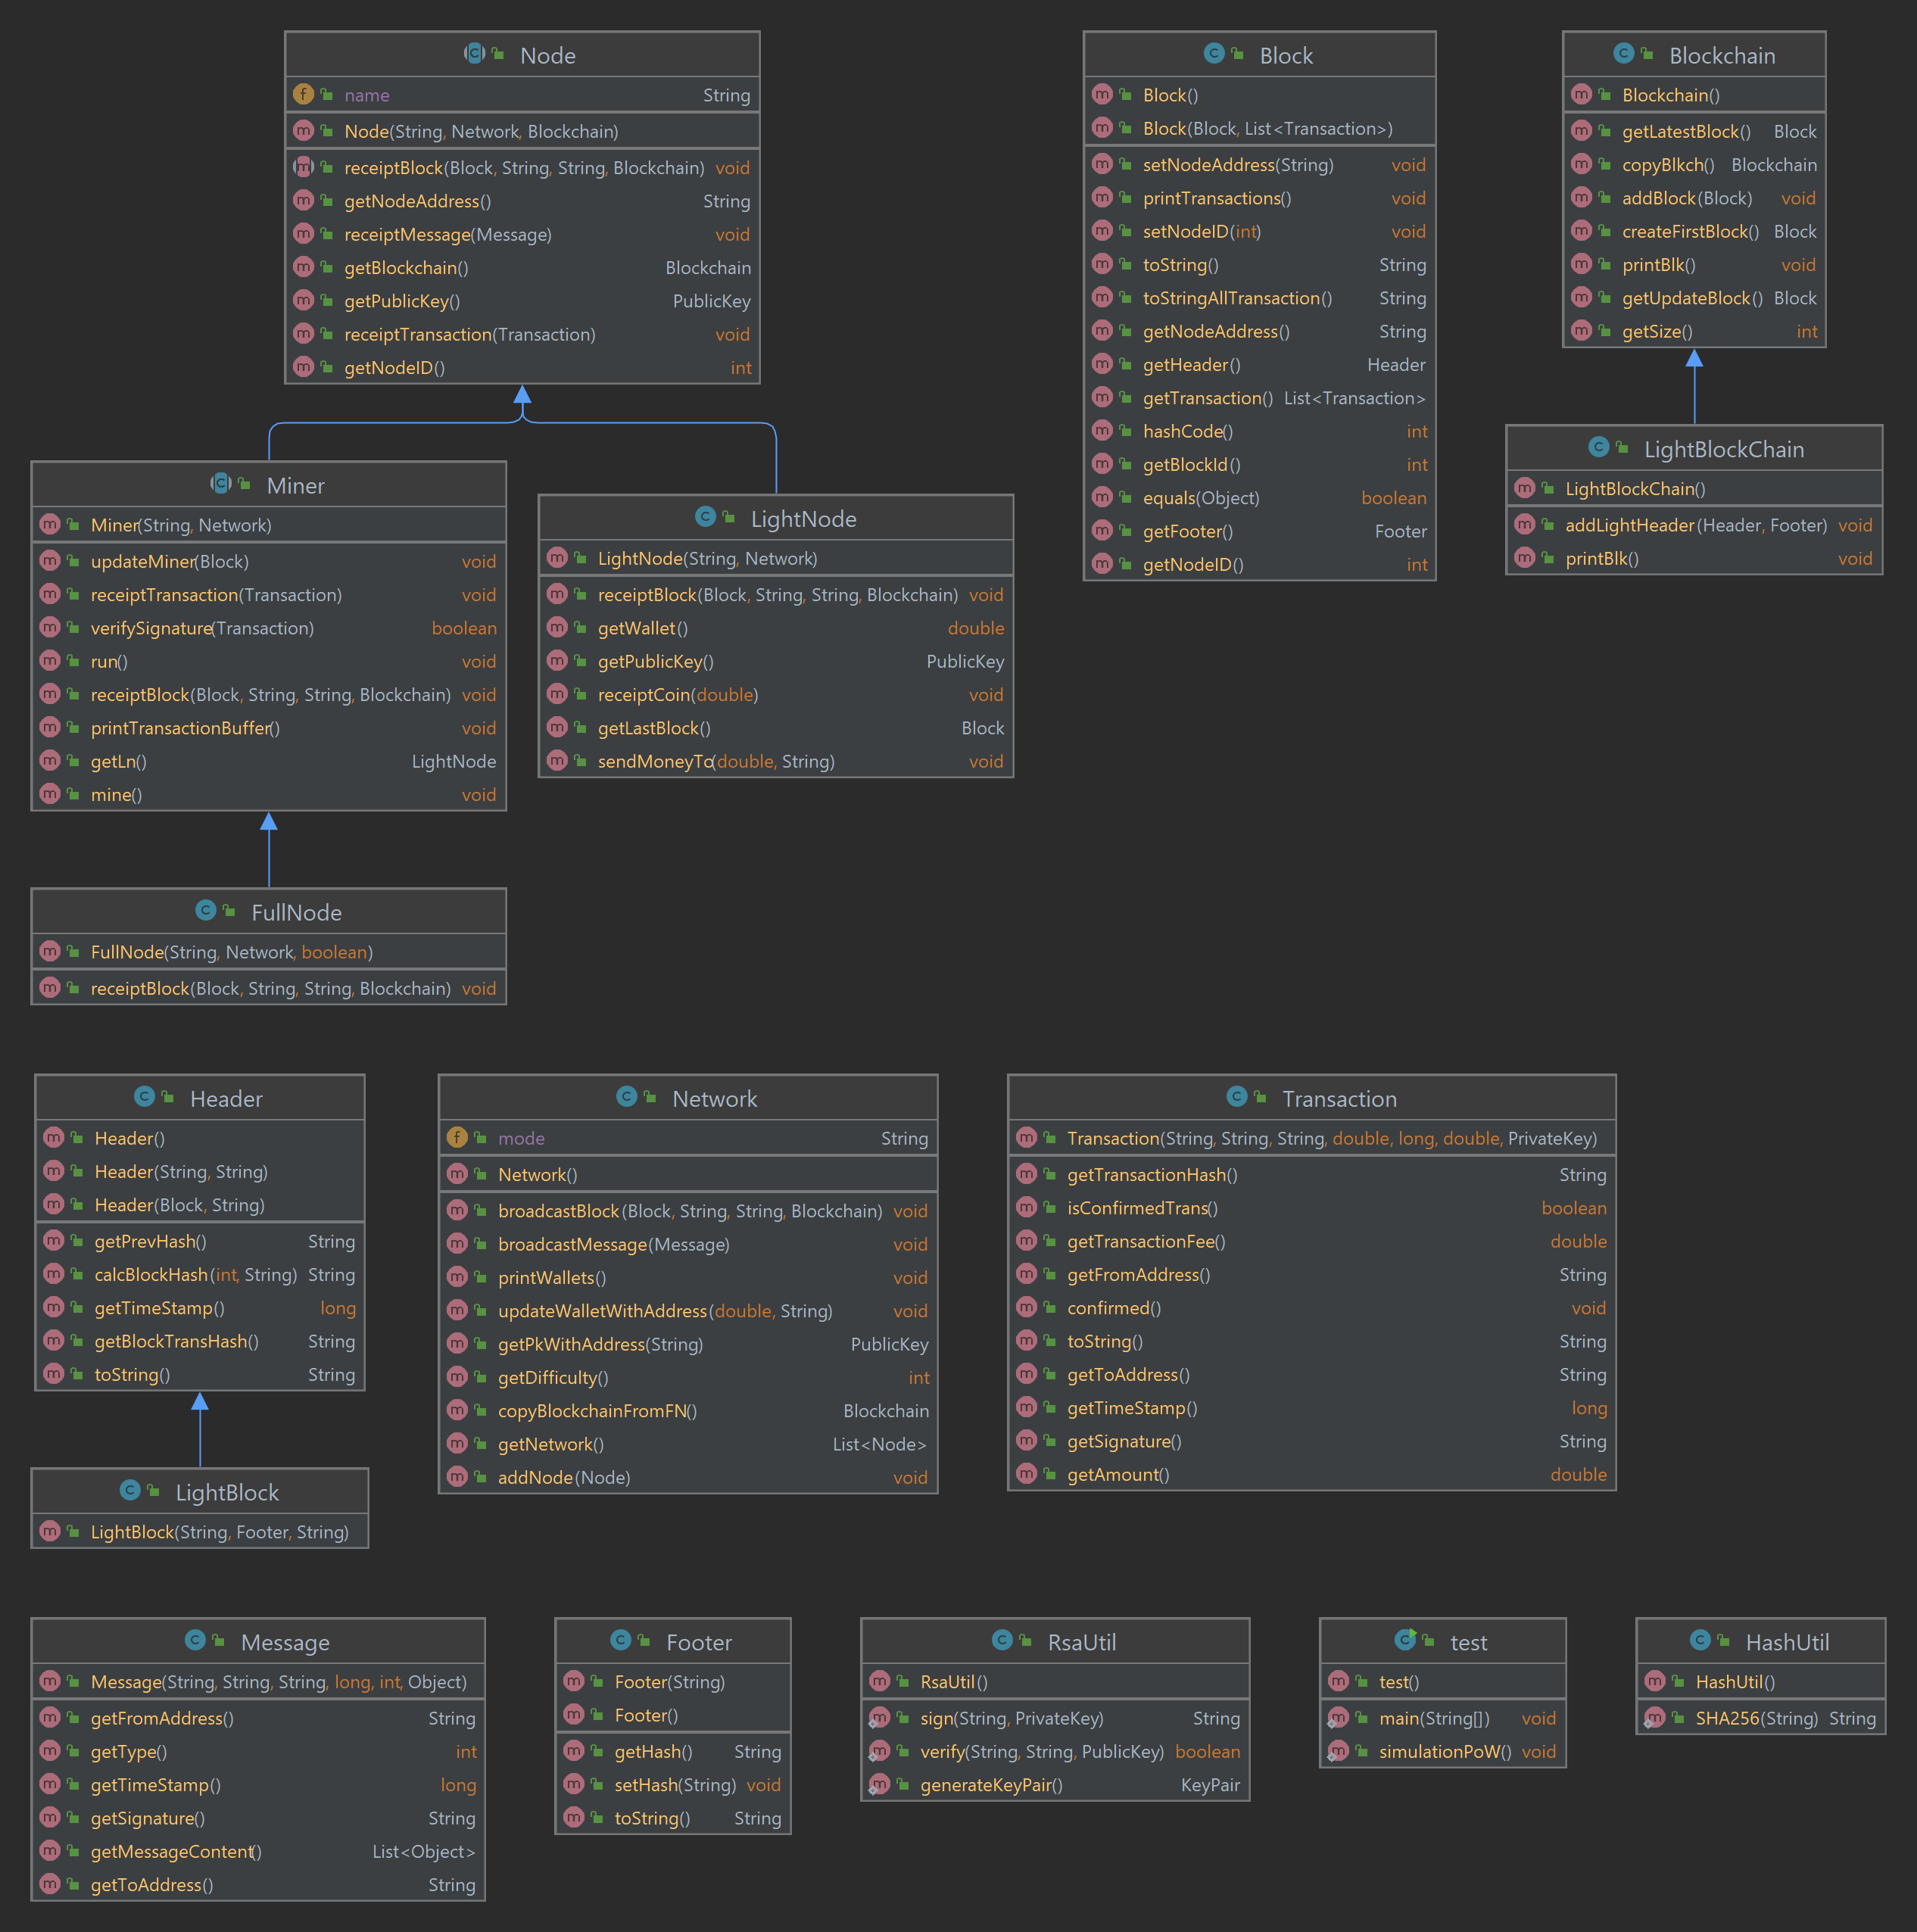 Node
name String
Node(String, Network, Blockchain)
receiptBlock(Block, String, String, Blockchain) void
getNodeAddress() String
receiptMessage(Message) void
getBlockchain() Blockchain
getPublicKey() PublicKey
receiptTransaction(Transaction) void
getNodeID() int
Block
Block()
Block(Block, List<Transaction>)
setNodeAddress(String) void
printTransactions() void
setNodeID(int) void
toString() String
toStringAllTransaction() String
getNodeAddress() String
getHeader() Header
getTransaction() List<Transaction>
hashCode() int
getBlockId() int
equals(Object) boolean
getFooter() Footer
getNodeID() int
Blockchain
Blockchain()
getLatestBlock() Block
copyBlkch() Blockchain
addBlock(Block) void
createFirstBlock() Block
printBlk() void
getUpdateBlock() Block
getSize() int
LightBlockChain
LightBlockChain()
addLightHeader(Header, Footer) void
printBlk() void
Miner
Miner(String, Network)
updateMiner(Block) void
receiptTransaction(Transaction) void
verifySignature(Transaction) boolean
run() void
receiptBlock(Block, String, String, Blockchain) void
printTransactionBuffer() void
getLn() LightNode
mine() void
LightNode
LightNode(String, Network)
receiptBlock(Block, String, String, Blockchain) void
getWallet() double
getPublicKey() PublicKey
receiptCoin(double) void
getLastBlock() Block
sendMoneyTo(double, String) void
FullNode
FullNode(String, Network, boolean)
receiptBlock(Block, String, String, Blockchain) void
Header
Header()
Header(String, String)
Header(Block, String)
getPrevHash() String
calcBlockHash(int, String) String
getTimeStamp() long
getBlockTransHash() String
toString() String
Network
mode String
Network()
broadcastBlock(Block, String, String, Blockchain) void
broadcastMessage(Message) void
printWallets() void
updateWalletWithAddress(double, String) void
getPkWithAddress(String) PublicKey
getDifficulty() int
copyBlockchainFromFN() Blockchain
getNetwork() List<Node>
addNode(Node) void
Transaction
Transaction(String, String, String, double, long, double, PrivateKey)
getTransactionHash() String
isConfirmedTrans() boolean
getTransactionFee() double
getFromAddress() String
confirmed() void
toString() String
getToAddress() String
getTimeStamp() long
getSignature() String
getAmount() double
LightBlock
LightBlock(String, Footer, String)
Message
Message(String, String, String, long, int, Object)
getFromAddress() String
getType() int
getTimeStamp() long
getSignature() String
getMessageContent() List<Object>
getToAddress() String
Footer
Footer(String)
Footer()
getHash() String
setHash(String) void
toString() String
RsaUtil
RsaUtil()
sign(String, PrivateKey) String
verify(String, String, PublicKey) boolean
generateKeyPair() KeyPair
test
test()
main(String[]) void
simulationPoW() void
HashUtil
HashUtil()
SHA256(String) String